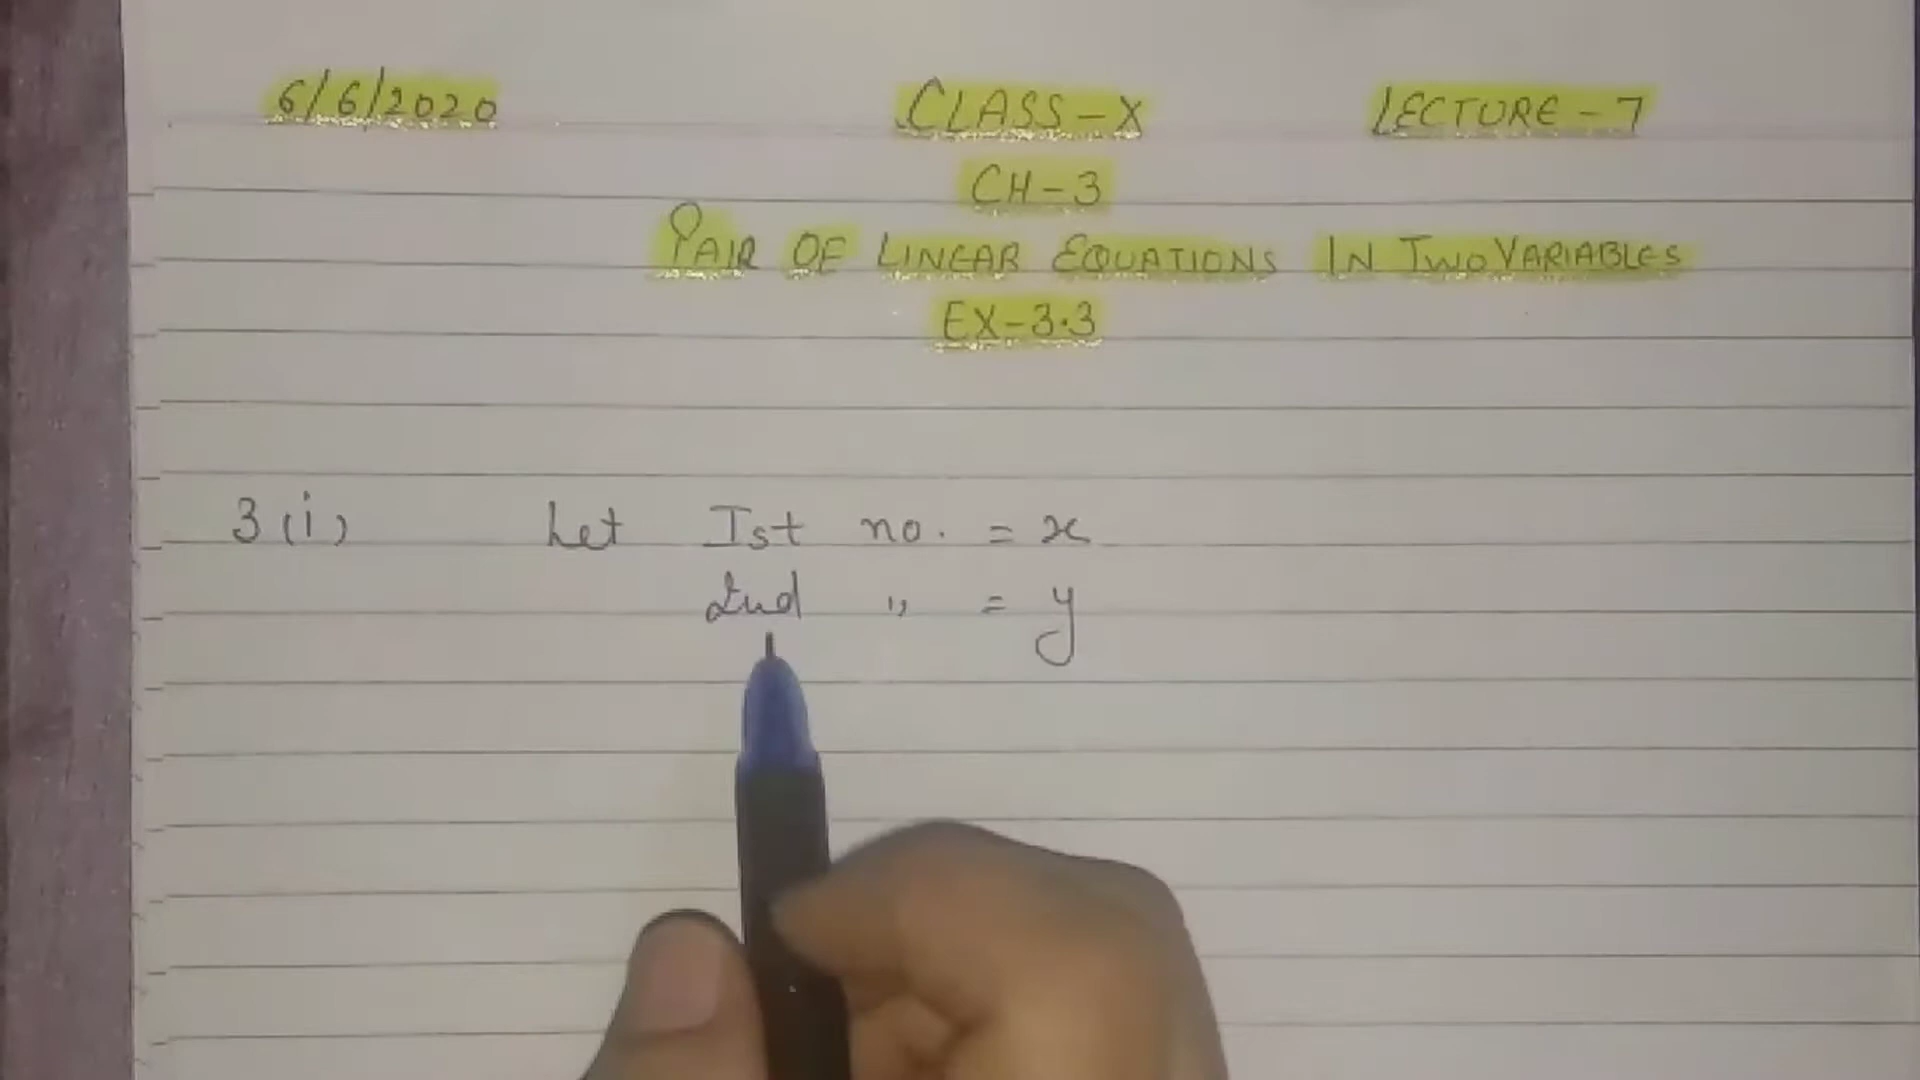 6/6/2020 CLASS-X LECTURE-7
CH-3
PAIR OF LINEAR EQUATIONS IN TWO VARIABLES
EX-3.3
3(i) Let Ist no. = x
2nd " = y